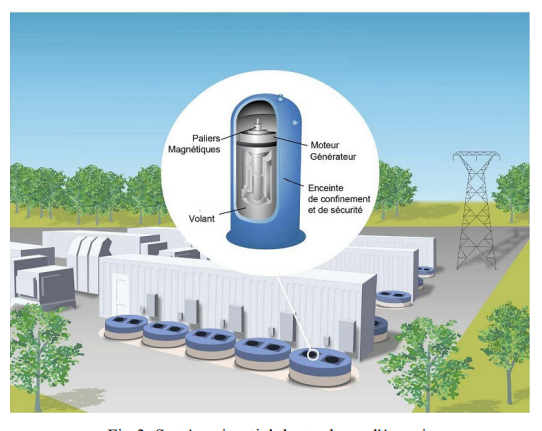 Paliers
Magnétiques
Moteur
Générateur
Enceinte
de confinement
et de sécurité
Volant